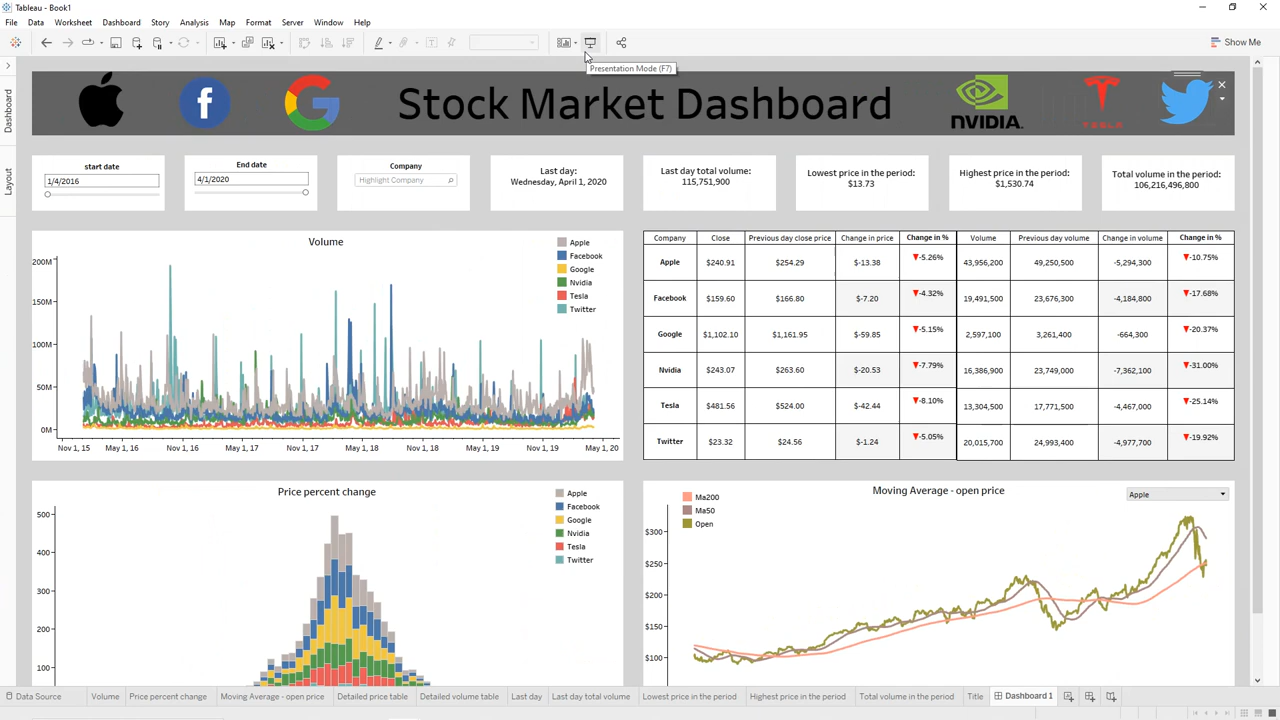 Tableau - Book1
File Data Worksheet Dashboard Story Analysis Map Format Server Window Help
Show Me
Presentation Mode (F7)
Dashboard
Layout
Stock Market Dashboard
NVIDIA.
TESLA
start date
1/4/2016
End date
4/1/2020
Company
Highlight Company
Last day:
Wednesday, April 1, 2020
Last day total volume:
115,751,900
Lowest price in the period:
$13.73
Highest price in the period:
$1,530.74
Total volume in the period:
106,216,496,800
Volume
Apple
Facebook
Google
Nvidia
Tesla
Twitter
200M
150M
100M
50M
0M
Nov 1, 15 May 1, 16 Nov 1, 16 May 1, 17 Nov 1, 17 May 1, 18 Nov 1, 18 May 1, 19 Nov 1, 19 May 1, 20
Company Close Previous day close price Change in price Change in % Volume Previous day volume Change in volume Change in %
Apple $240.91 $254.29 $-13.38 ▼-5.26% 43,956,200 49,250,500 -5,294,300 ▼-10.75%
Facebook $159.60 $166.80 $-7.20 ▼-4.32% 19,491,500 23,676,300 -4,184,800 ▼-17.68%
Google $1,102.10 $1,161.95 $-59.85 ▼-5.15% 2,597,100 3,261,400 -664,300 ▼-20.37%
Nvidia $243.07 $263.60 $-20.53 ▼-7.79% 16,386,900 23,749,000 -7,362,100 ▼-31.00%
Tesla $481.56 $524.00 $-42.44 ▼-8.10% 13,304,500 17,771,500 -4,467,000 ▼-25.14%
Twitter $23.32 $24.56 $-1.24 ▼-5.05% 20,015,700 24,993,400 -4,977,700 ▼-19.92%
Price percent change
Apple
Facebook
Google
Nvidia
Tesla
Twitter
500
400
300
200
100
Moving Average - open price
Apple
Ma200
Ma50
Open
$300
$250
$200
$150
$100
Data Source Volume Price percent change Moving Average - open price Detailed price table Detailed volume table Last day Last day total volume Lowest price in the period Highest price in the period Total volume in the period Title Dashboard 1